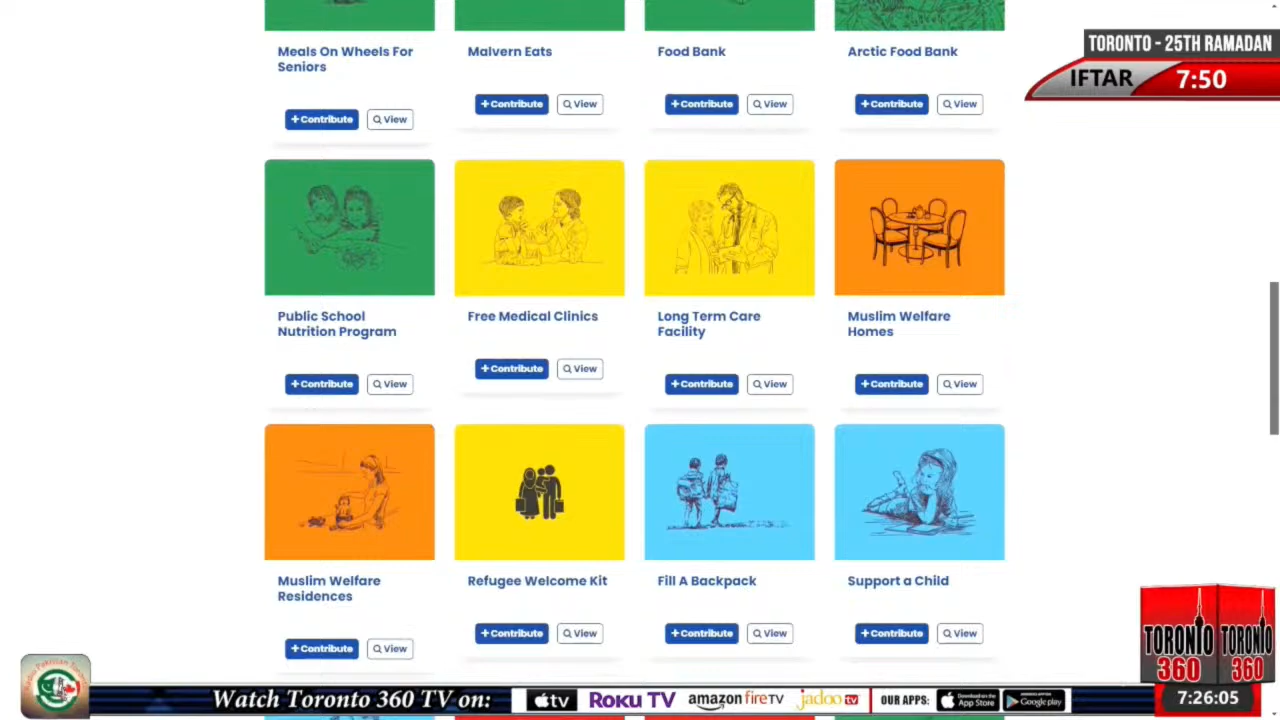 TORONTO - 25TH RAMADAN
IFTAR 7:50
Meals On Wheels For
Seniors
Malvern Eats
Food Bank
Arctic Food Bank
+Contribute View
+Contribute View
+Contribute View
+Contribute View
Public School
Nutrition Program
Free Medical Clinics
Long Term Care
Facility
Muslim Welfare
Homes
+Contribute View
+Contribute View
+Contribute View
+Contribute View
Muslim Welfare
Residences
Refugee Welcome Kit
Fill A Backpack
Support a Child
+Contribute View
+Contribute View
+Contribute View
+Contribute View
TORONTO
360
TORONTO
360
7:26:05
Watch Toronto 360 TV on:
tv
ROKU TV
amazon fireTV
jadoo tv
OUR APPS:
Download on the
App Store
Google play